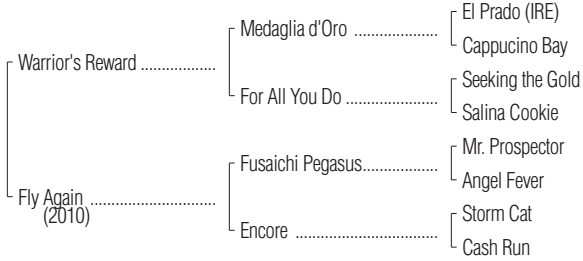 El Prado (IRE)
Medaglia d'Oro ..................
Cappucino Bay
Warrior's Reward ................
Seeking the Gold
For All You Do ....................
Salina Cookie
Mr. Prospector
Fusaichi Pegasus................
Angel Fever
Fly Again ...........................
(2010)
Storm Cat
Encore ..............................
Cash Run